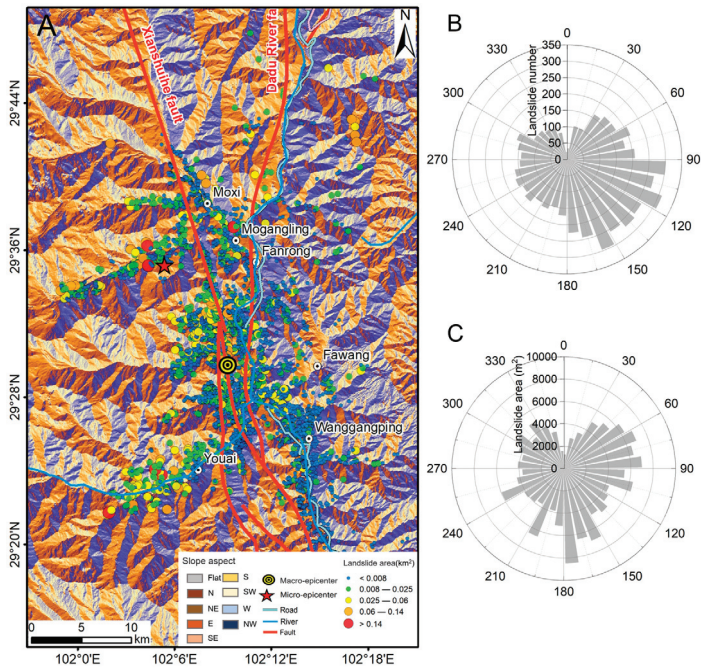 A
N
Xianshuihe fault
Dadu River fa
29°44'N
29°36'N
29°28'N
29°20'N
Moxi
Mogangling
Fanrong
Fawang
Wanggangping
Youai
Slope aspect
Flat
N
NE
E
SE
S
SW
W
NW
Macro-epicenter
Micro-epicenter
Road
River
Fault
Landslide area(km²)
< 0.008
0.008 — 0.025
0.025 — 0.06
0.06 — 0.14
> 0.14
0 5 10
km
102°0'E 102°6'E 102°12'E 102°18'E
B
0
30
60
90
120
150
180
210
240
270
300
330
Landslide number
350
300
250
200
150
100
50
0
C
0
30
60
90
120
150
180
210
240
270
300
330
Landslide area (m²)
10000
8000
6000
4000
2000
0